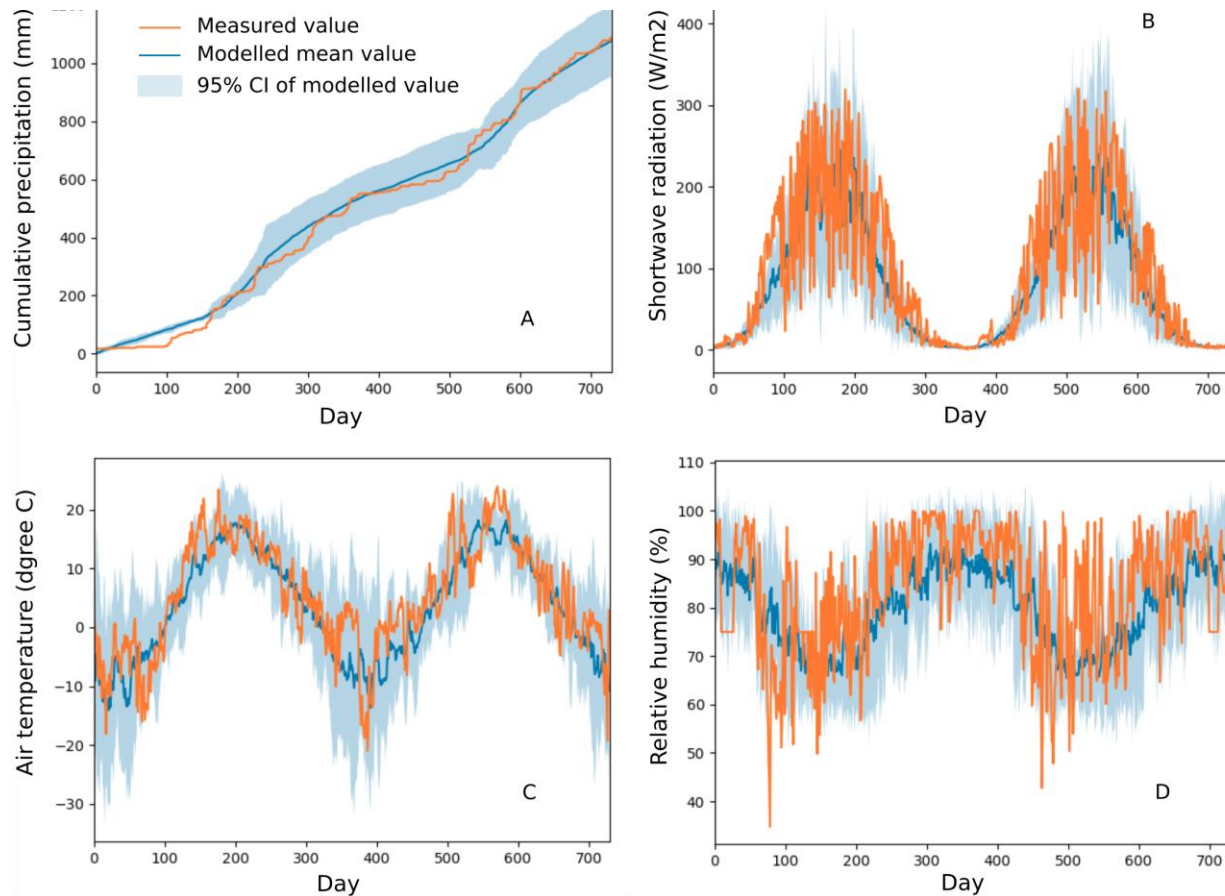 1200
Measured value
Modelled mean value
95% CI of modelled value
Cumulative precipitation (mm)
1000
800
600
400
200
0
A
0 100 200 300 400 500 600 700
Day
Shortwave radiation (W/m2)
400
300
200
100
0
B
0 100 200 300 400 500 600 700
Day
Air temperature (dgree C)
20
10
0
−10
−20
−30
C
0 100 200 300 400 500 600 700
Day
Relative humidity (%)
110
100
90
80
70
60
50
40
D
0 100 200 300 400 500 600 700
Day